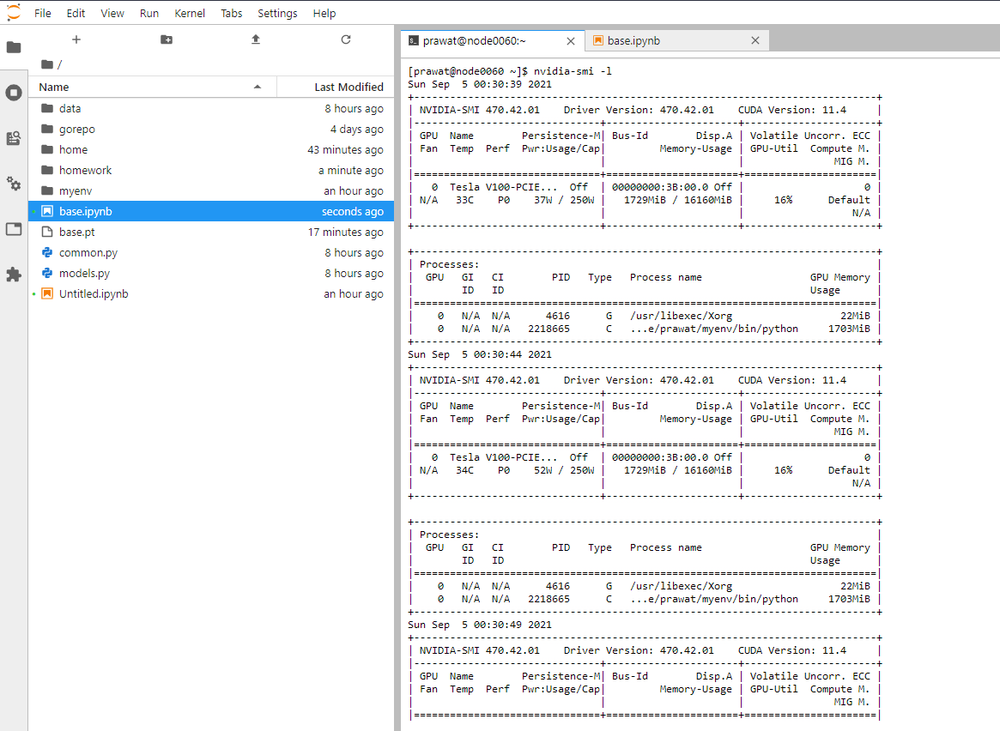 File Edit View Run Kernel Tabs Settings Help
/
Name Last Modified
data 8 hours ago
gorepo 4 days ago
home 43 minutes ago
homework a minute ago
myenv an hour ago
base.ipynb seconds ago
base.pt 17 minutes ago
common.py 8 hours ago
models.py 8 hours ago
Untitled.ipynb an hour ago
prawat@node0060:~ base.ipynb
[prawat@node0060 ~]$ nvidia-smi -l
Sun Sep  5 00:30:39 2021
+-----------------------------------------------------------------------------+
| NVIDIA-SMI 470.42.01    Driver Version: 470.42.01    CUDA Version: 11.4     |
|-------------------------------+----------------------+----------------------+
| GPU  Name        Persistence-M| Bus-Id        Disp.A | Volatile Uncorr. ECC |
| Fan  Temp  Perf  Pwr:Usage/Cap|         Memory-Usage | GPU-Util  Compute M. |
|                               |                      |               MIG M. |
|===============================+======================+======================|
|   0  Tesla V100-PCIE...  Off  | 00000000:3B:00.0 Off |                    0 |
| N/A   33C    P0    37W / 250W |   1729MiB / 16160MiB |     16%      Default |
|                               |                      |                  N/A |
+-------------------------------+----------------------+----------------------+
+-----------------------------------------------------------------------------+
| Processes:                                                                  |
|  GPU   GI   CI        PID   Type   Process name                  GPU Memory |
|        ID   ID                                                   Usage      |
|=============================================================================|
|    0   N/A  N/A      4616      G   /usr/libexec/Xorg                  22MiB |
|    0   N/A  N/A   2218665      C   ...e/prawat/myenv/bin/python     1703MiB |
+-----------------------------------------------------------------------------+
Sun Sep  5 00:30:44 2021
+-----------------------------------------------------------------------------+
| NVIDIA-SMI 470.42.01    Driver Version: 470.42.01    CUDA Version: 11.4     |
|-------------------------------+----------------------+----------------------+
| GPU  Name        Persistence-M| Bus-Id        Disp.A | Volatile Uncorr. ECC |
| Fan  Temp  Perf  Pwr:Usage/Cap|         Memory-Usage | GPU-Util  Compute M. |
|                               |                      |               MIG M. |
|===============================+======================+======================|
|   0  Tesla V100-PCIE...  Off  | 00000000:3B:00.0 Off |                    0 |
| N/A   34C    P0    52W / 250W |   1729MiB / 16160MiB |     16%      Default |
|                               |                      |                  N/A |
+-------------------------------+----------------------+----------------------+
+-----------------------------------------------------------------------------+
| Processes:                                                                  |
|  GPU   GI   CI        PID   Type   Process name                  GPU Memory |
|        ID   ID                                                   Usage      |
|=============================================================================|
|    0   N/A  N/A      4616      G   /usr/libexec/Xorg                  22MiB |
|    0   N/A  N/A   2218665      C   ...e/prawat/myenv/bin/python     1703MiB |
+-----------------------------------------------------------------------------+
Sun Sep  5 00:30:49 2021
+-----------------------------------------------------------------------------+
| NVIDIA-SMI 470.42.01    Driver Version: 470.42.01    CUDA Version: 11.4     |
|-------------------------------+----------------------+----------------------+
| GPU  Name        Persistence-M| Bus-Id        Disp.A | Volatile Uncorr. ECC |
| Fan  Temp  Perf  Pwr:Usage/Cap|         Memory-Usage | GPU-Util  Compute M. |
|                               |                      |               MIG M. |
|===============================+======================+======================|